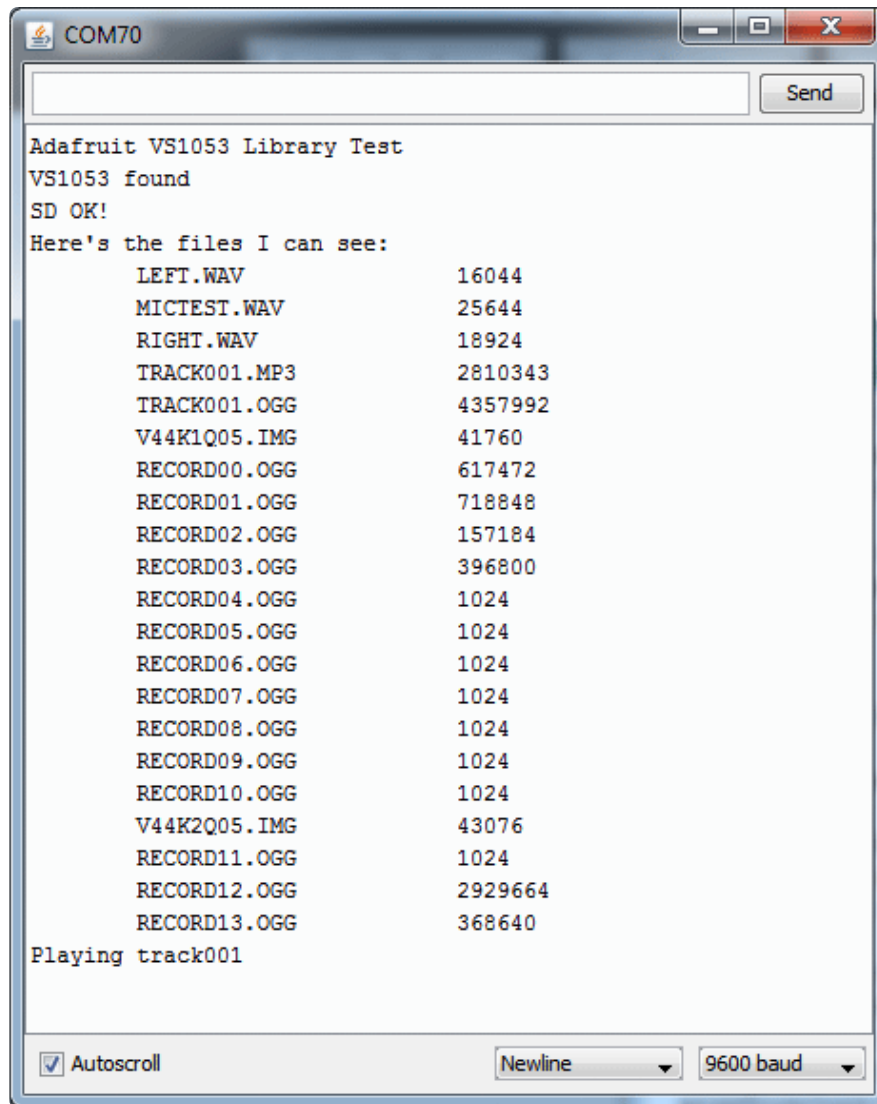 COM70
Send
Adafruit VS1053 Library Test
VS1053 found
SD OK!
Here's the files I can see:
LEFT.WAV 16044
MICTEST.WAV 25644
RIGHT.WAV 18924
TRACK001.MP3 2810343
TRACK001.OGG 4357992
V44K1Q05.IMG 41760
RECORD00.OGG 617472
RECORD01.OGG 718848
RECORD02.OGG 157184
RECORD03.OGG 396800
RECORD04.OGG 1024
RECORD05.OGG 1024
RECORD06.OGG 1024
RECORD07.OGG 1024
RECORD08.OGG 1024
RECORD09.OGG 1024
RECORD10.OGG 1024
V44K2Q05.IMG 43076
RECORD11.OGG 1024
RECORD12.OGG 2929664
RECORD13.OGG 368640
Playing track001
Autoscroll Newline 9600 baud